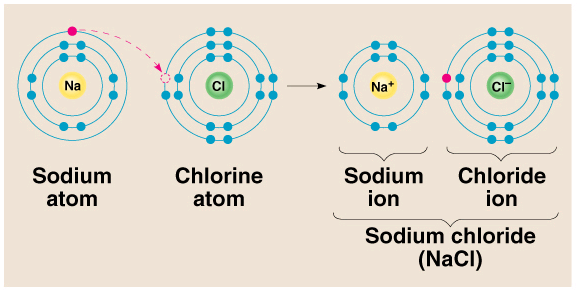 Na
Cl
Na⁺
Cl⁻
Sodium
atom
Chlorine
atom
Sodium
ion
Chloride
ion
Sodium chloride
(NaCl)